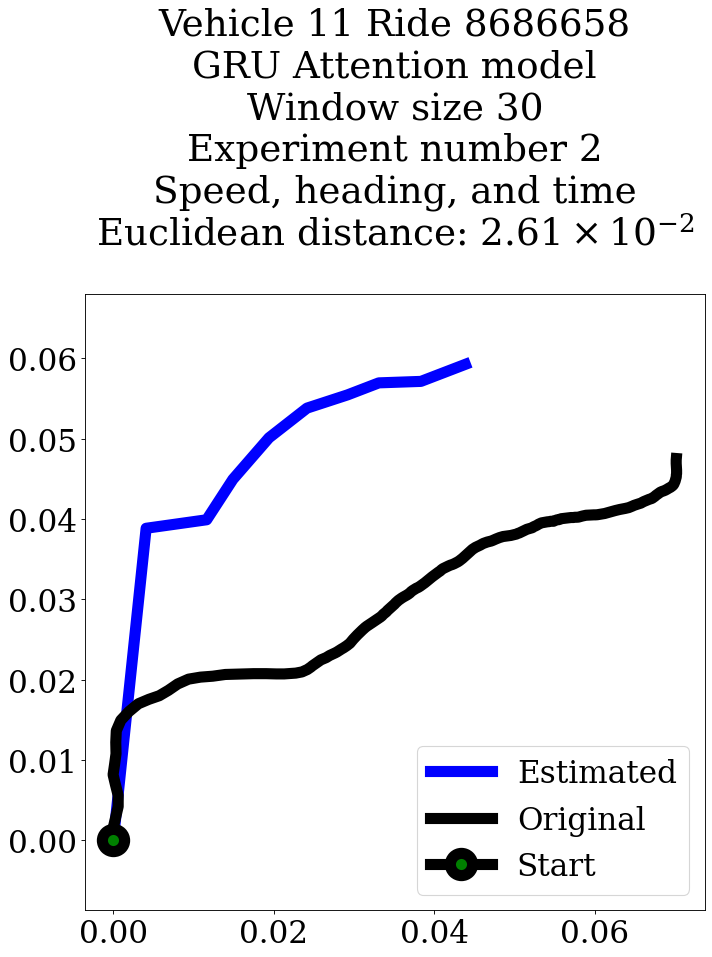 Vehicle 11 Ride 8686658
GRU Attention model
Window size 30
Experiment number 2
Speed, heading, and time
Euclidean distance: 2.61 × 10⁻²
0.06
0.05
0.04
0.03
0.02
0.01
0.00
Estimated
Original
Start
0.00 0.02 0.04 0.06